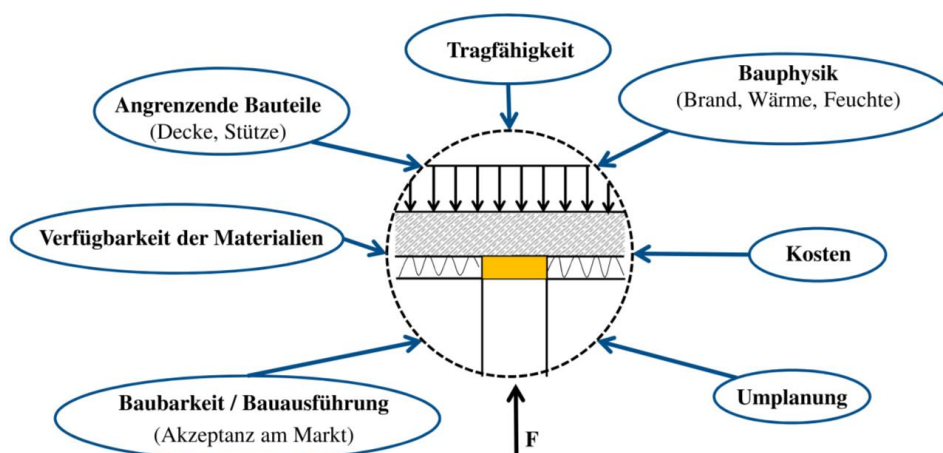 Tragfähigkeit
Angrenzende Bauteile
(Decke, Stütze)
Bauphysik
(Brand, Wärme, Feuchte)
Verfügbarkeit der Materialien
Kosten
Baubarkeit / Bauausführung
(Akzeptanz am Markt)
Umplanung
F